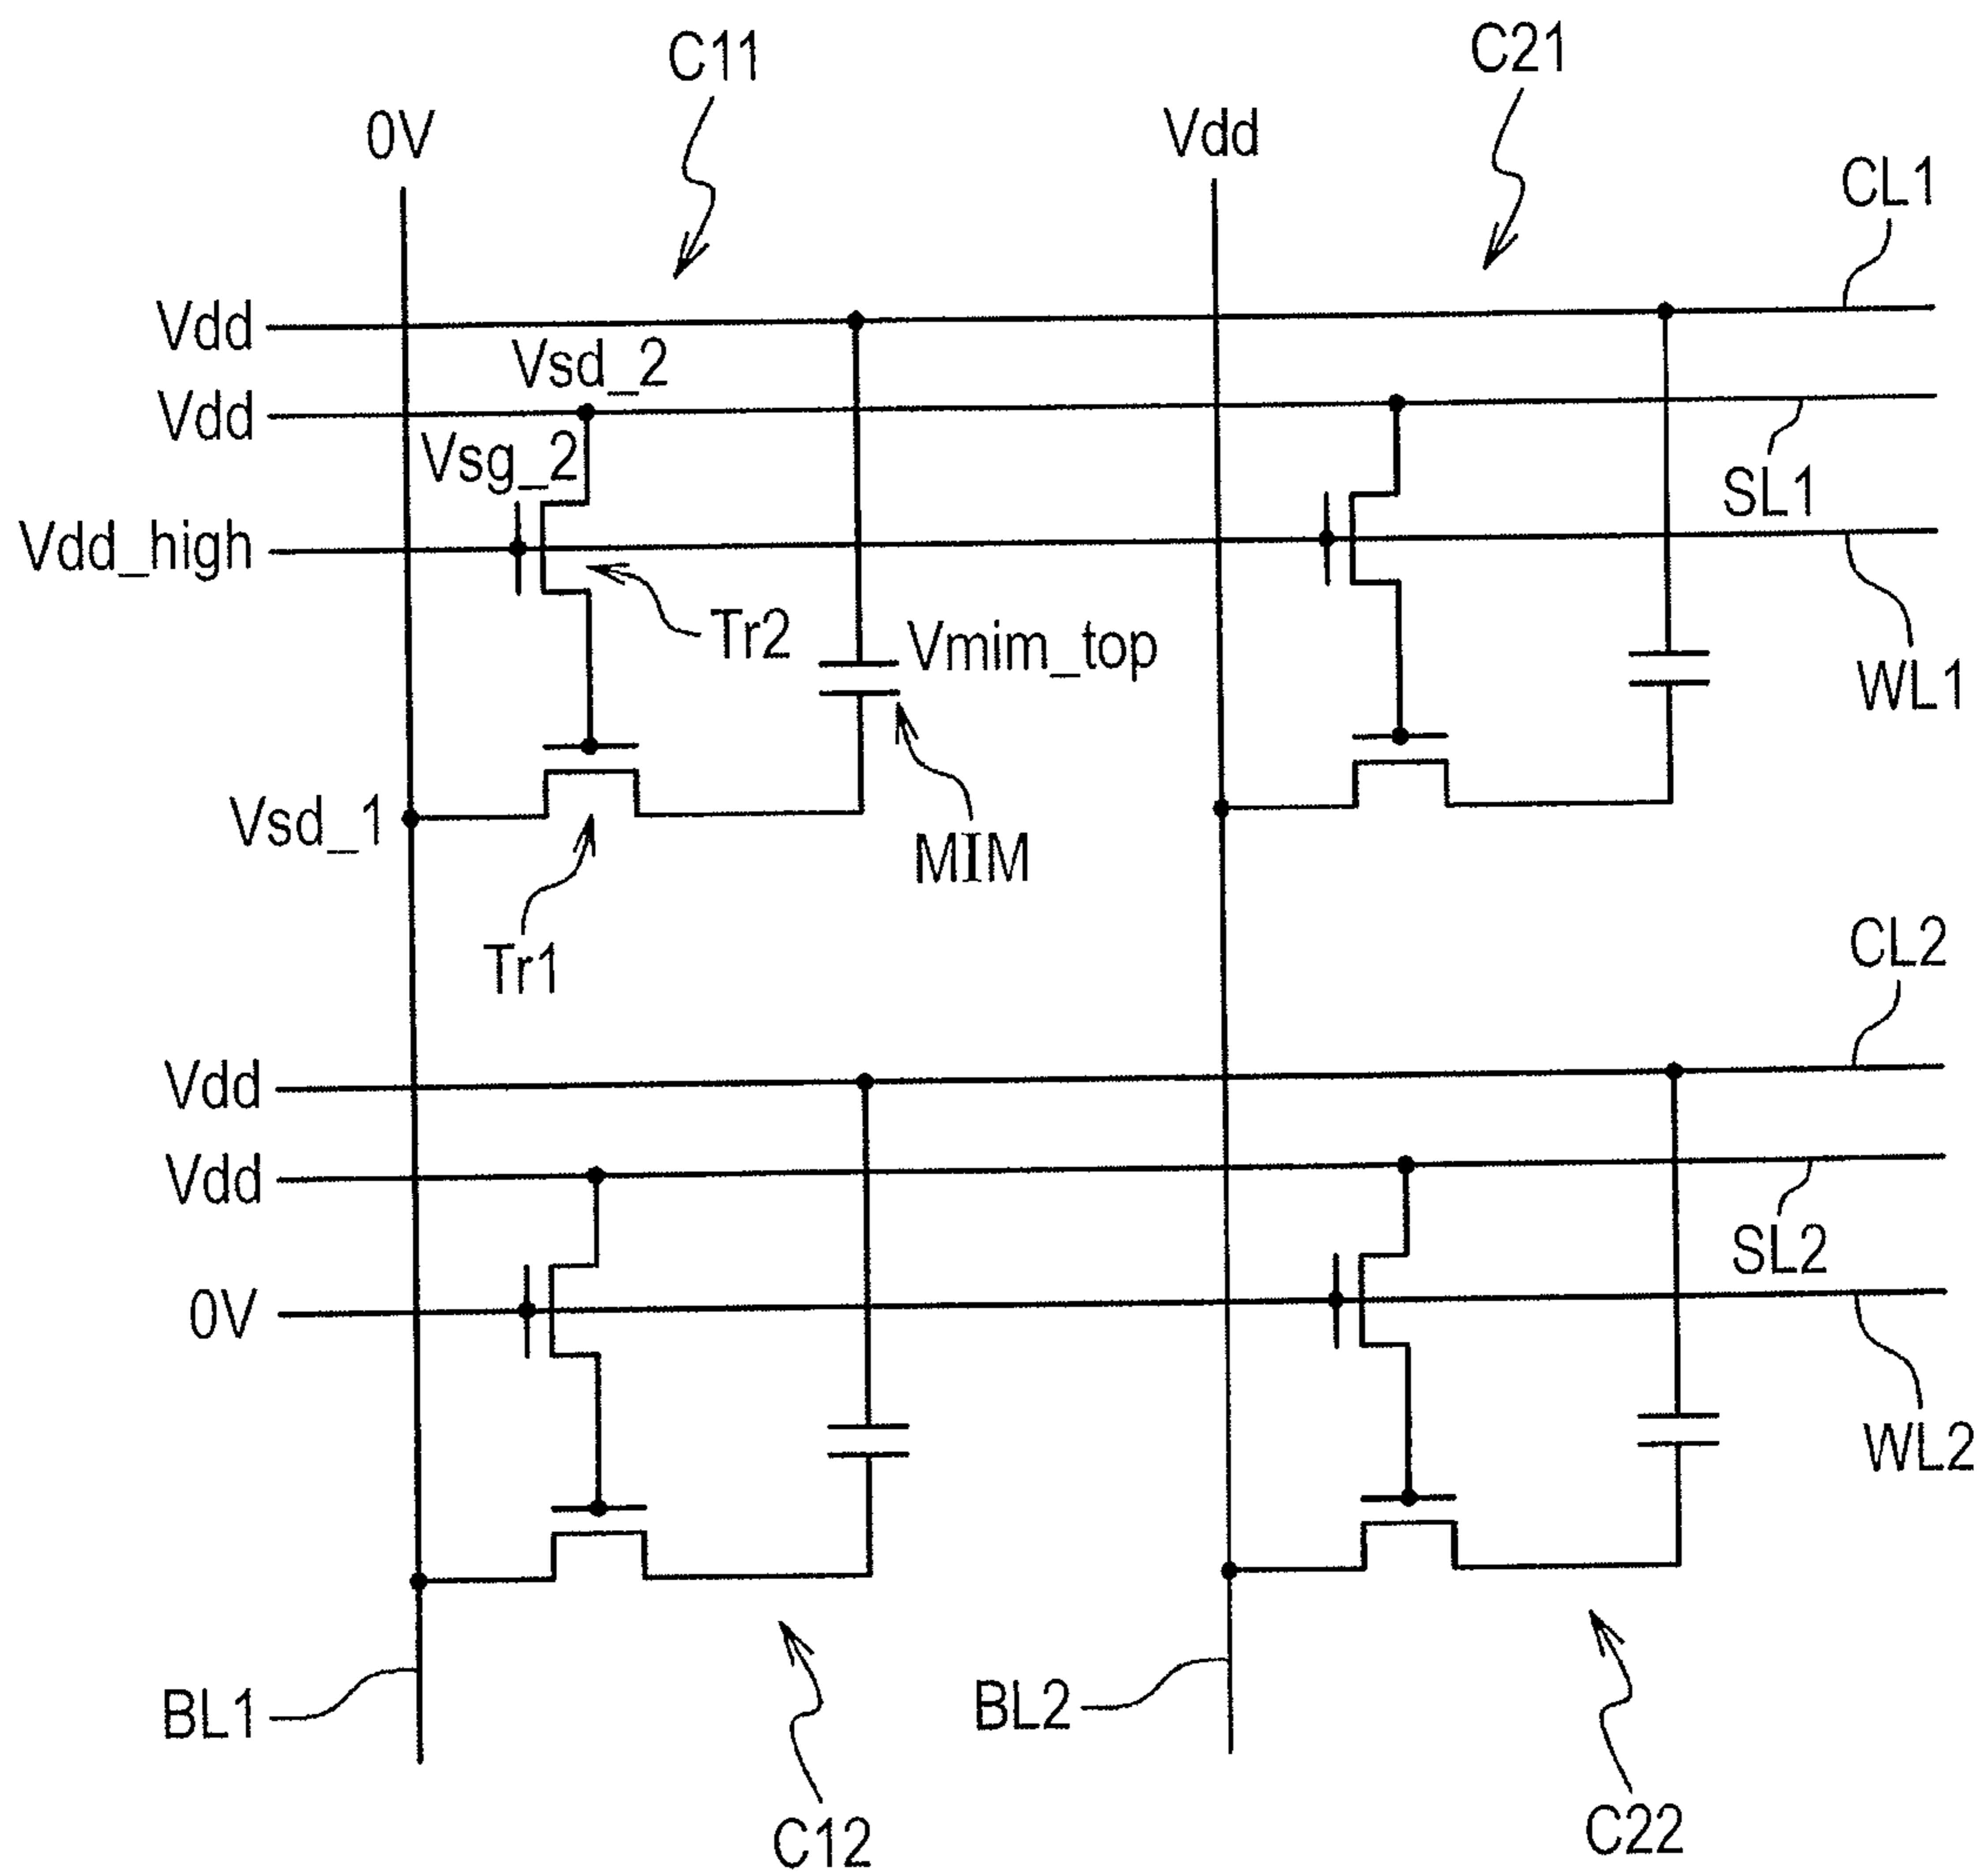 C11
C21
0V
Vdd
CL1
Vdd
Vsd_2
Vdd
Vsg_2
SL1
Vdd_high
Tr2
Vmim_top
WL1
Vsd_1
MIM
Tr1
CL2
Vdd
Vdd
SL2
0V
WL2
BL1
BL2
C12
C22